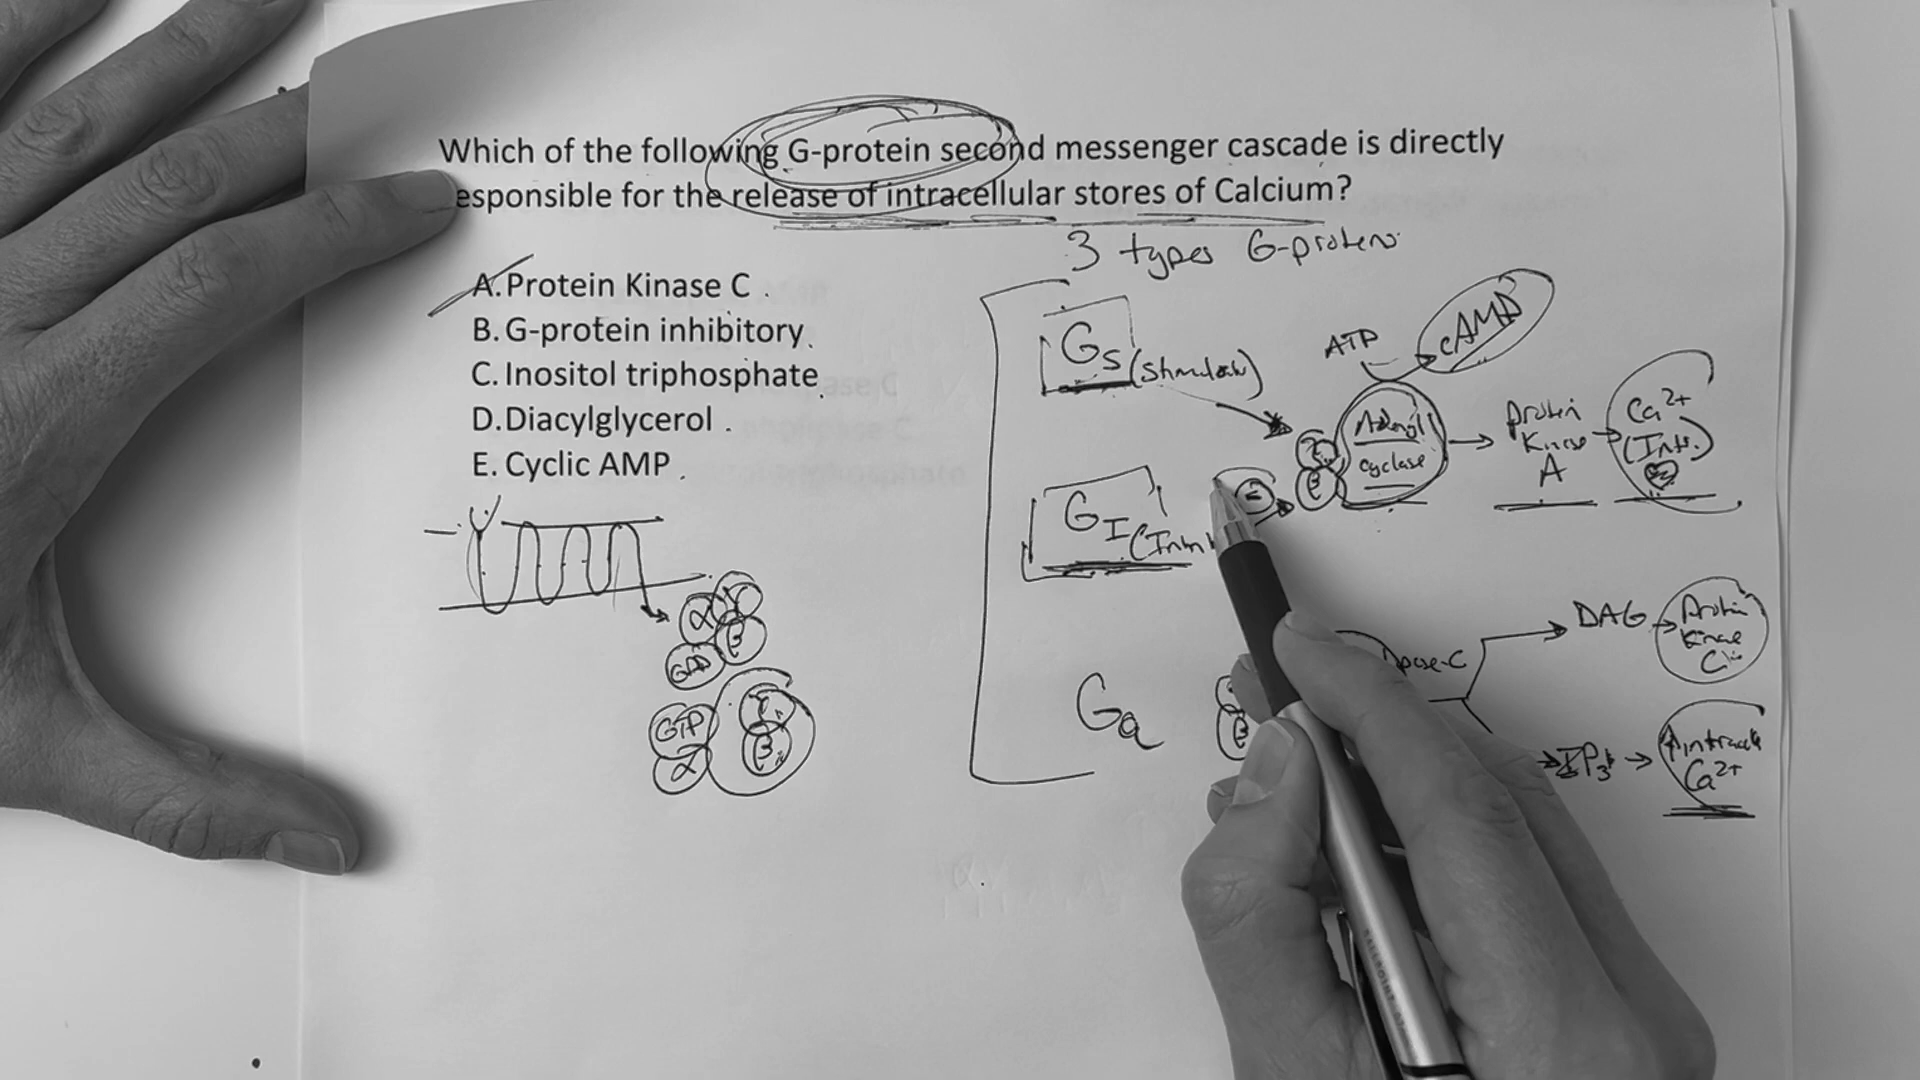 Which of the following G-protein second messenger cascade is directly
esponsible for the release of intracellular stores of Calcium?
3 types G-proteins
A. Protein Kinase C
B. G-protein inhibitory
C. Inositol triphosphate
D. Diacylglycerol
E. Cyclic AMP
GS
ATP
cAMP
cyclase
Protein
Kinase
A
Ca2+
GI
α
β
GTP
α
β
Gq
β
DAG
Protein
Kinase
C
IP3
Ca2+